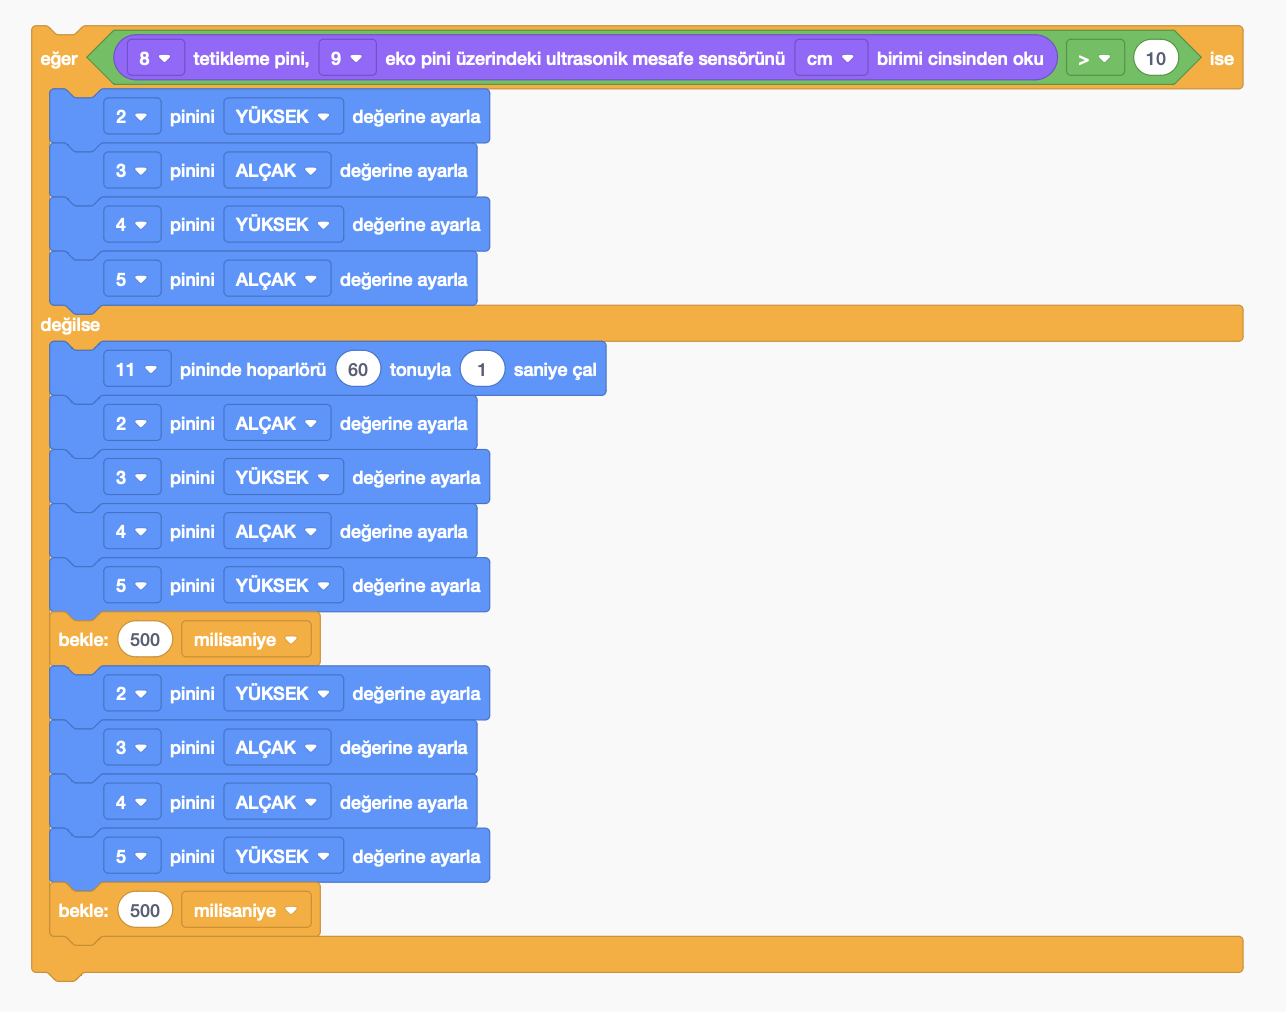 eğer 8 tetikleme pini, 9 eko pini üzerindeki ultrasonik mesafe sensörünü cm birimi cinsinden oku > 10 ise
2 pinini YÜKSEK değerine ayarla
3 pinini ALÇAK değerine ayarla
4 pinini YÜKSEK değerine ayarla
5 pinini ALÇAK değerine ayarla
değilse
11 pininde hoparlörü 60 tonuyla 1 saniye çal
2 pinini ALÇAK değerine ayarla
3 pinini YÜKSEK değerine ayarla
4 pinini ALÇAK değerine ayarla
5 pinini YÜKSEK değerine ayarla
bekle: 500 milisaniye
2 pinini YÜKSEK değerine ayarla
3 pinini ALÇAK değerine ayarla
4 pinini ALÇAK değerine ayarla
5 pinini YÜKSEK değerine ayarla
bekle: 500 milisaniye